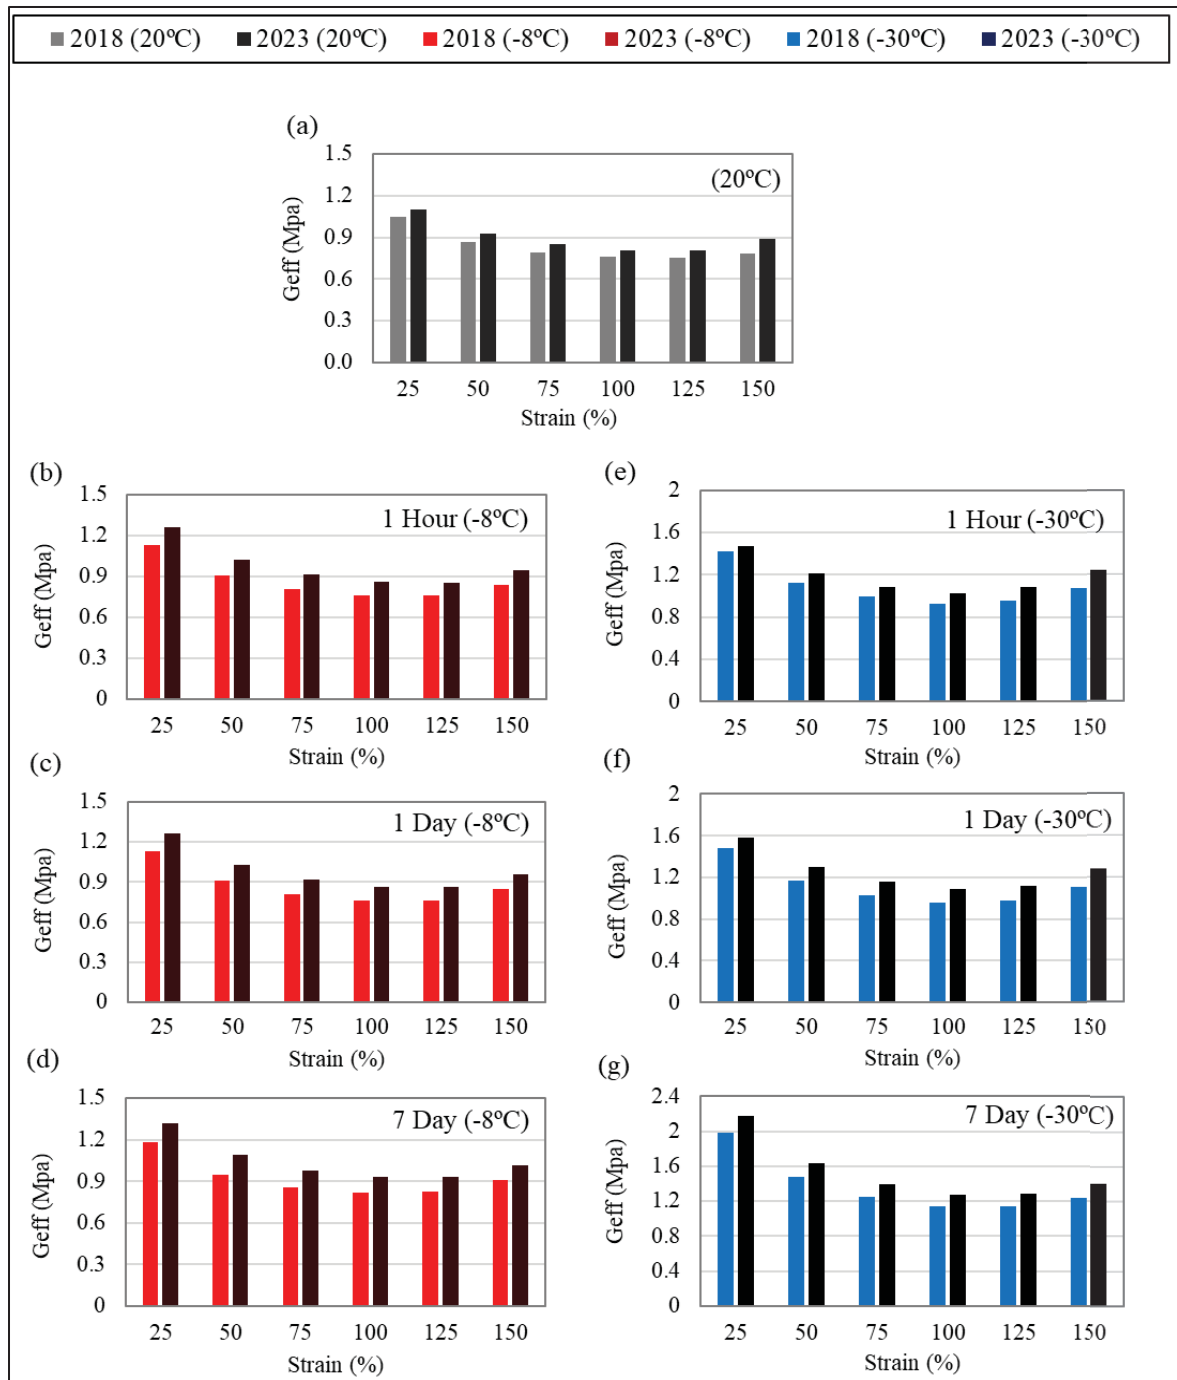 2018 (20ºC) 2023 (20ºC) 2018 (-8ºC) 2023 (-8ºC) 2018 (-30ºC) 2023 (-30ºC)
(a)
(20ºC)
Geff (Mpa)
1.5
1.2
0.9
0.6
0.3
0.0
25 50 75 100 125 150
Strain (%)
(b)
1 Hour (-8ºC)
Geff (Mpa)
1.5
1.2
0.9
0.6
0.3
0
25 50 75 100 125 150
Strain (%)
(c)
1 Day (-8ºC)
Geff (Mpa)
1.5
1.2
0.9
0.6
0.3
0
25 50 75 100 125 150
Strain (%)
(d)
7 Day (-8ºC)
Geff (Mpa)
1.5
1.2
0.9
0.6
0.3
0
25 50 75 100 125 150
Strain (%)
(e)
1 Hour (-30ºC)
Geff (Mpa)
2
1.6
1.2
0.8
0.4
0
25 50 75 100 125 150
Strain (%)
(f)
1 Day (-30ºC)
Geff (Mpa)
2
1.6
1.2
0.8
0.4
0
25 50 75 100 125 150
Strain (%)
(g)
7 Day (-30ºC)
Geff (Mpa)
2.4
2
1.6
1.2
0.8
0.4
0
25 50 75 100 125 150
Strain (%)